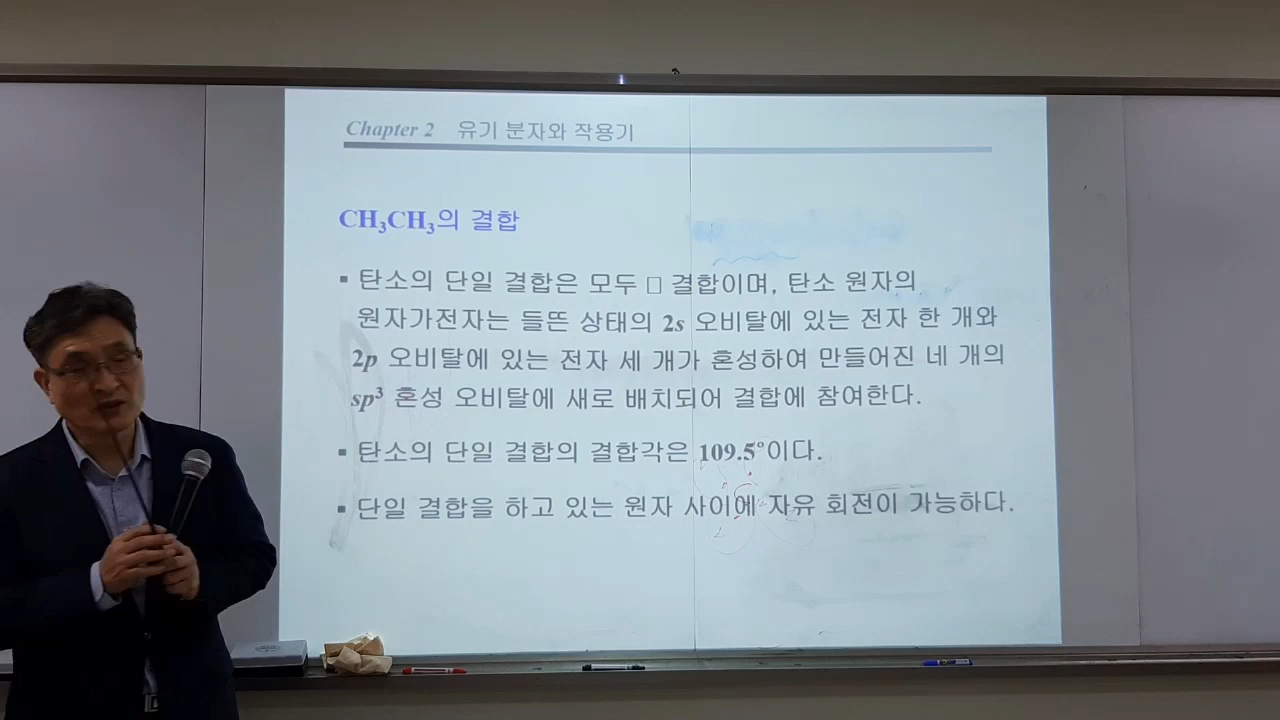 Chapter 2 유기 분자와 작용기
CH₃CH₃의 결합
▪ 탄소의 단일 결합은 모두 □ 결합이며, 탄소 원자의
원자가전자는 들뜬 상태의 2s 오비탈에 있는 전자 한 개와
2p 오비탈에 있는 전자 세 개가 혼성하여 만들어진 네 개의
sp³ 혼성 오비탈에 새로 배치되어 결합에 참여한다.
▪ 탄소의 단일 결합의 결합각은 109.5°이다.
▪ 단일 결합을 하고 있는 원자 사이에 자유 회전이 가능하다.